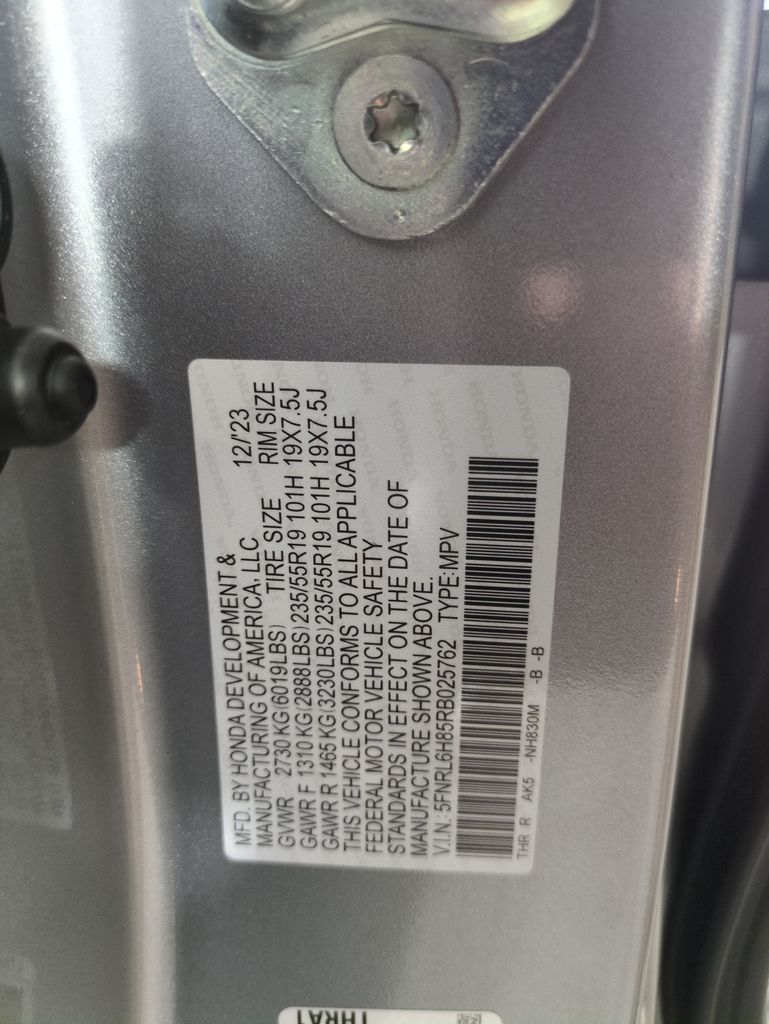 MFD. BY HONDA DEVELOPMENT &
MANUFACTURING OF AMERICA, LLC 12/'23
GVWR 2730 KG(6019LBS) TIRE SIZE RIM SIZE
GAWR F 1310 KG(2888LBS)235/55R19 101H 19X7.5J
GAWR R 1465 KG(3230LBS)235/55R19 101H 19X7.5J
THIS VEHICLE CONFORMS TO ALL APPLICABLE
FEDERAL MOTOR VEHICLE SAFETY
STANDARDS IN EFFECT ON THE DATE OF
MANUFACTURE SHOWN ABOVE.
V.I.N.: 5FNRL6H85RB025762 TYPE:MPV
THR R AK5 -NH830M -B -B
THRA1